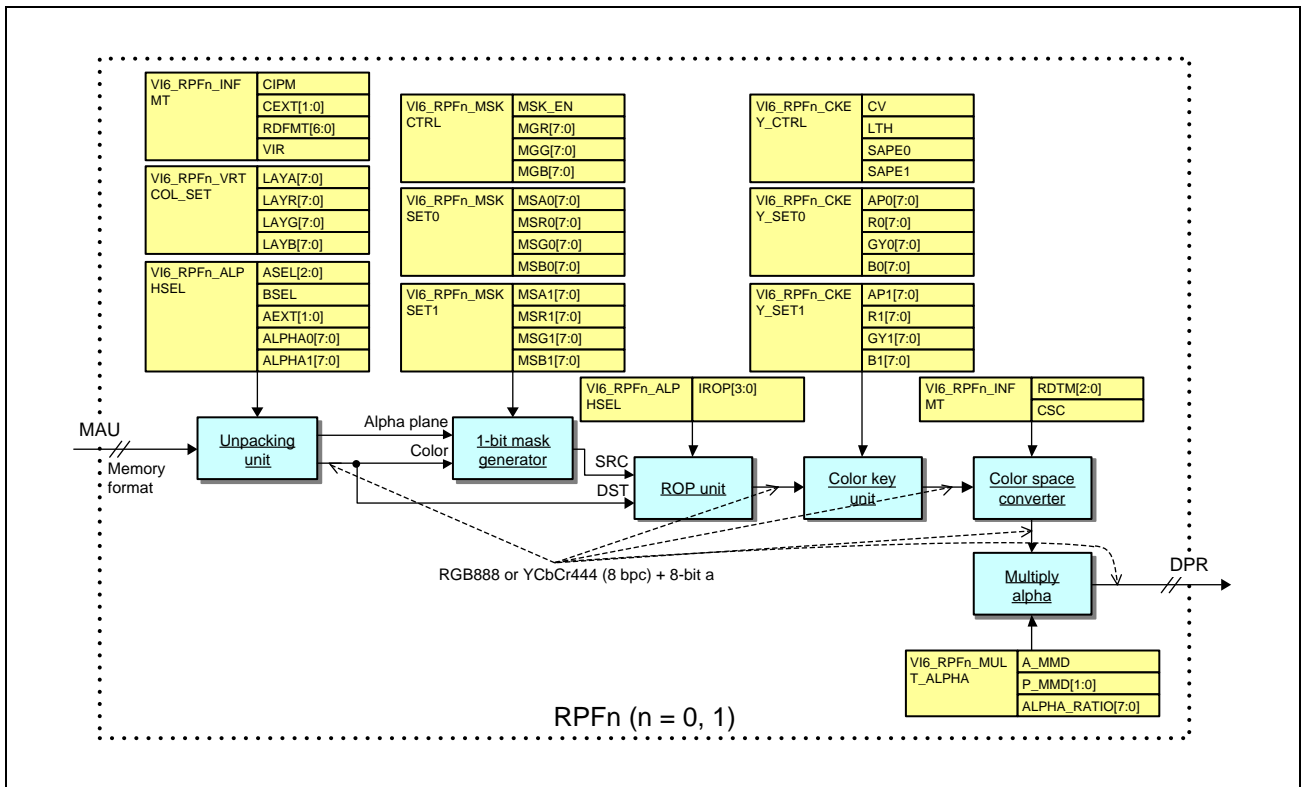 VI6_RPFn_INF
MT
CIPM
CEXT[1:0]
RDFMT[6:0]
VIR
VI6_RPFn_VRT
COL_SET
LAYA[7:0]
LAYR[7:0]
LAYG[7:0]
LAYB[7:0]
VI6_RPFn_ALP
HSEL
ASEL[2:0]
BSEL
AEXT[1:0]
ALPHA0[7:0]
ALPHA1[7:0]
VI6_RPFn_MSK
CTRL
MSK_EN
MGR[7:0]
MGG[7:0]
MGB[7:0]
VI6_RPFn_MSK
SET0
MSA0[7:0]
MSR0[7:0]
MSG0[7:0]
MSB0[7:0]
VI6_RPFn_MSK
SET1
MSA1[7:0]
MSR1[7:0]
MSG1[7:0]
MSB1[7:0]
VI6_RPFn_CKE
Y_CTRL
CV
LTH
SAPE0
SAPE1
VI6_RPFn_CKE
Y_SET0
AP0[7:0]
R0[7:0]
GY0[7:0]
B0[7:0]
VI6_RPFn_CKE
Y_SET1
AP1[7:0]
R1[7:0]
GY1[7:0]
B1[7:0]
VI6_RPFn_ALP
HSEL
IROP[3:0]
VI6_RPFn_INF
MT
RDTM[2:0]
CSC
MAU
Memory
format
Unpacking
unit
Alpha plane
Color
1-bit mask
generator
SRC
DST
ROP unit
Color key
unit
Color space
converter
RGB888 or YCbCr444 (8 bpc) + 8-bit a
Multiply
alpha
DPR
VI6_RPFn_MUL
T_ALPHA
A_MMD
P_MMD[1:0]
ALPHA_RATIO[7:0]
RPFn (n = 0, 1)